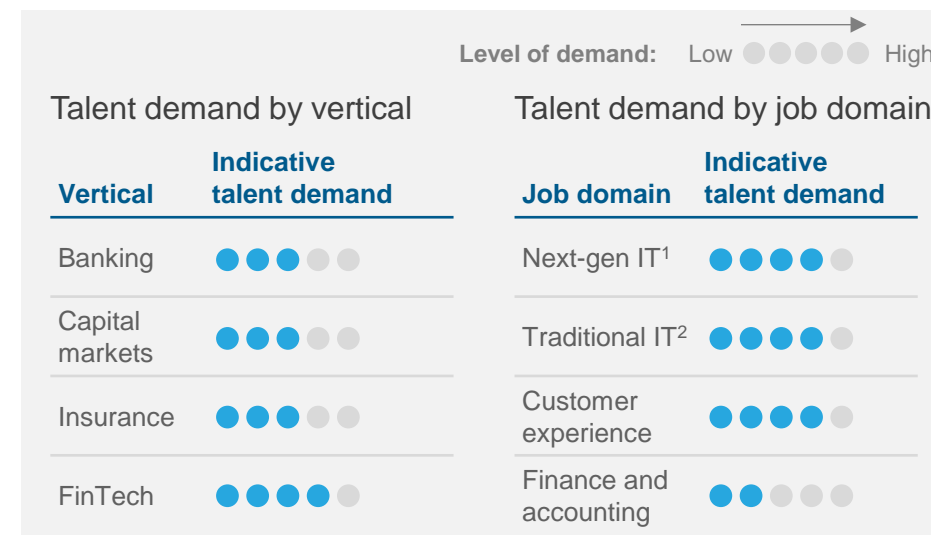 Level of demand: Low High
Talent demand by vertical
Vertical Indicative talent demand
Banking
Capital markets
Insurance
FinTech
Talent demand by job domain
Job domain Indicative talent demand
Next-gen IT¹
Traditional IT²
Customer experience
Finance and accounting